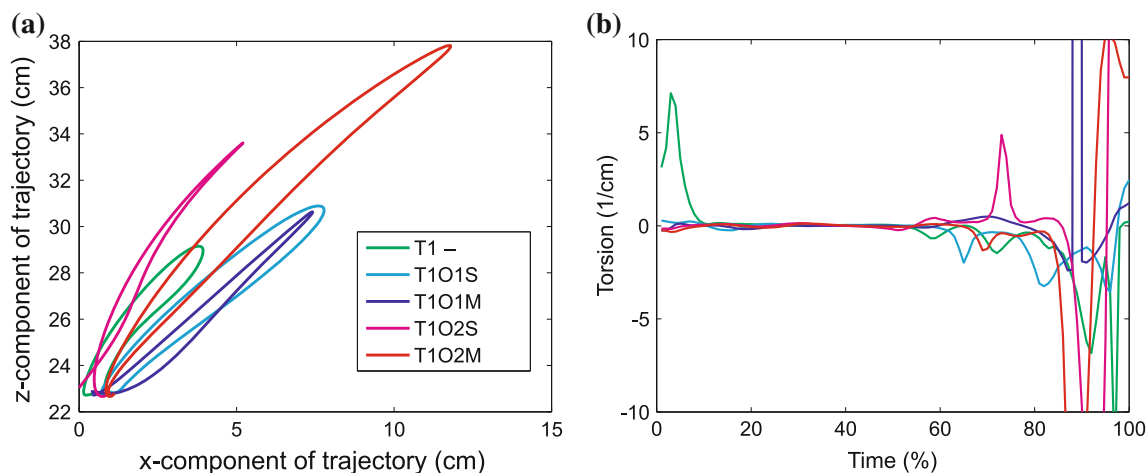 (a)
38
36
34
32
30
28
26
24
22
z-component of trajectory (cm)
0
5
10
15
x-component of trajectory (cm)
T1 –
T1O1S
T1O1M
T1O2S
T1O2M
(b)
10
5
0
-5
-10
Torsion (1/cm)
0
20
40
60
80
100
Time (%)